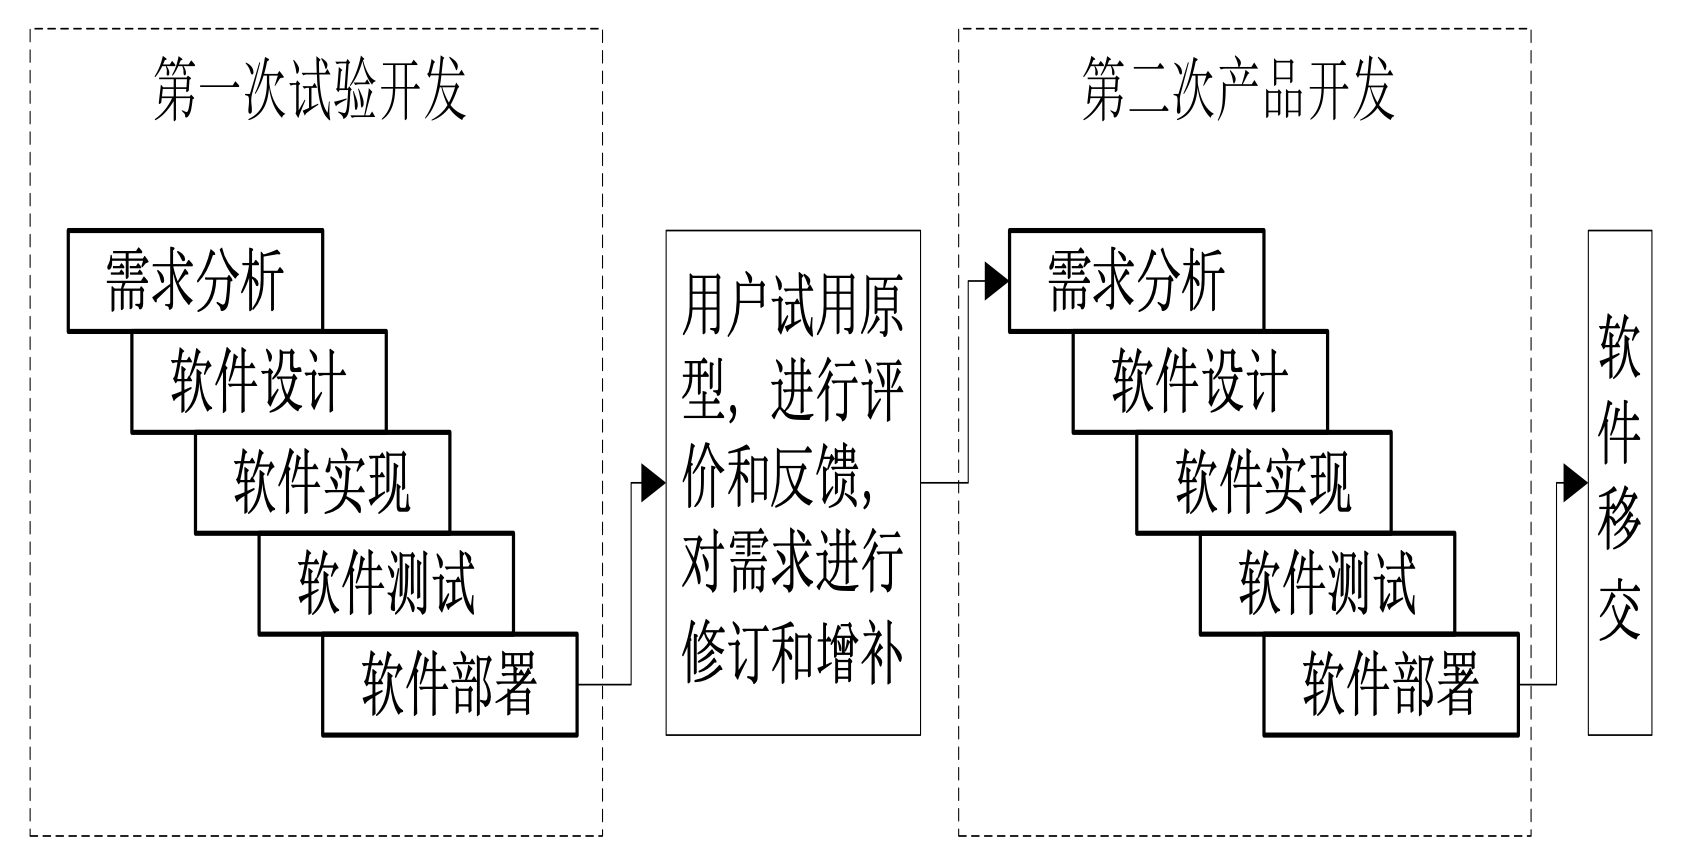 第一次试验开发
需求分析
软件设计
软件实现
软件测试
软件部署
用户试用原
型，进行评
价和反馈，
对需求进行
修订和增补
第二次产品开发
需求分析
软件设计
软件实现
软件测试
软件部署
软
件
移
交